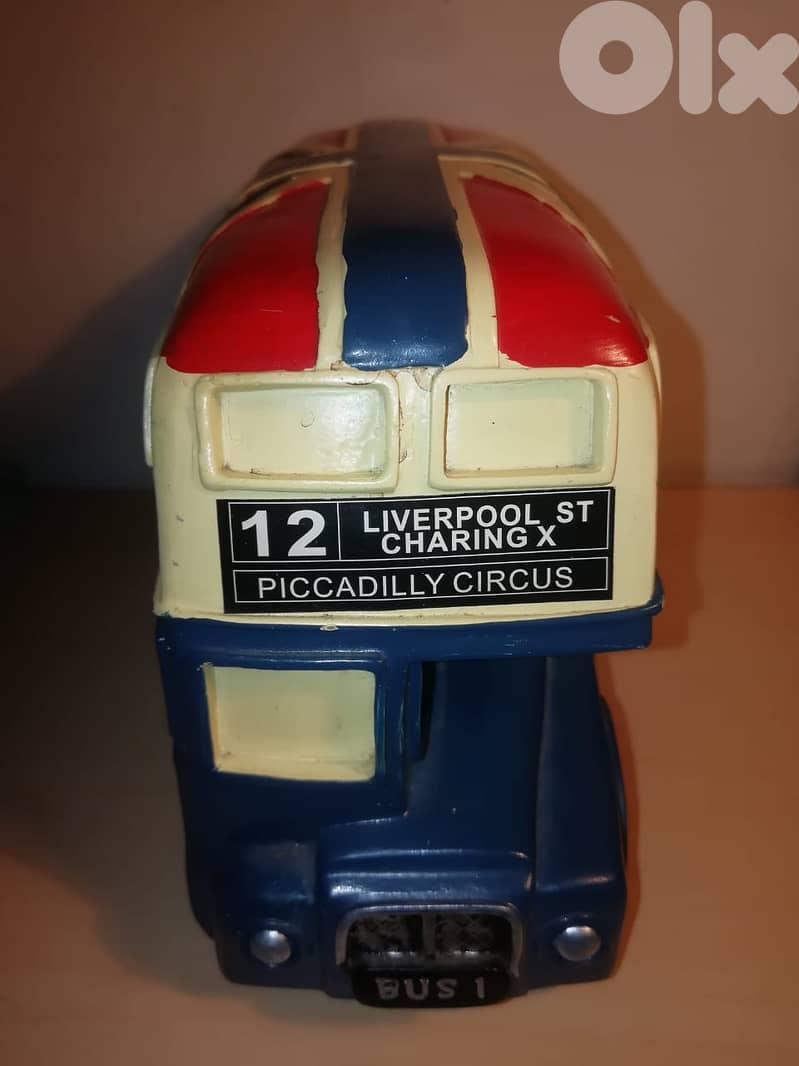 Olx
12 LIVERPOOL ST
CHARING X
PICCADILLY CIRCUS
BUS 1